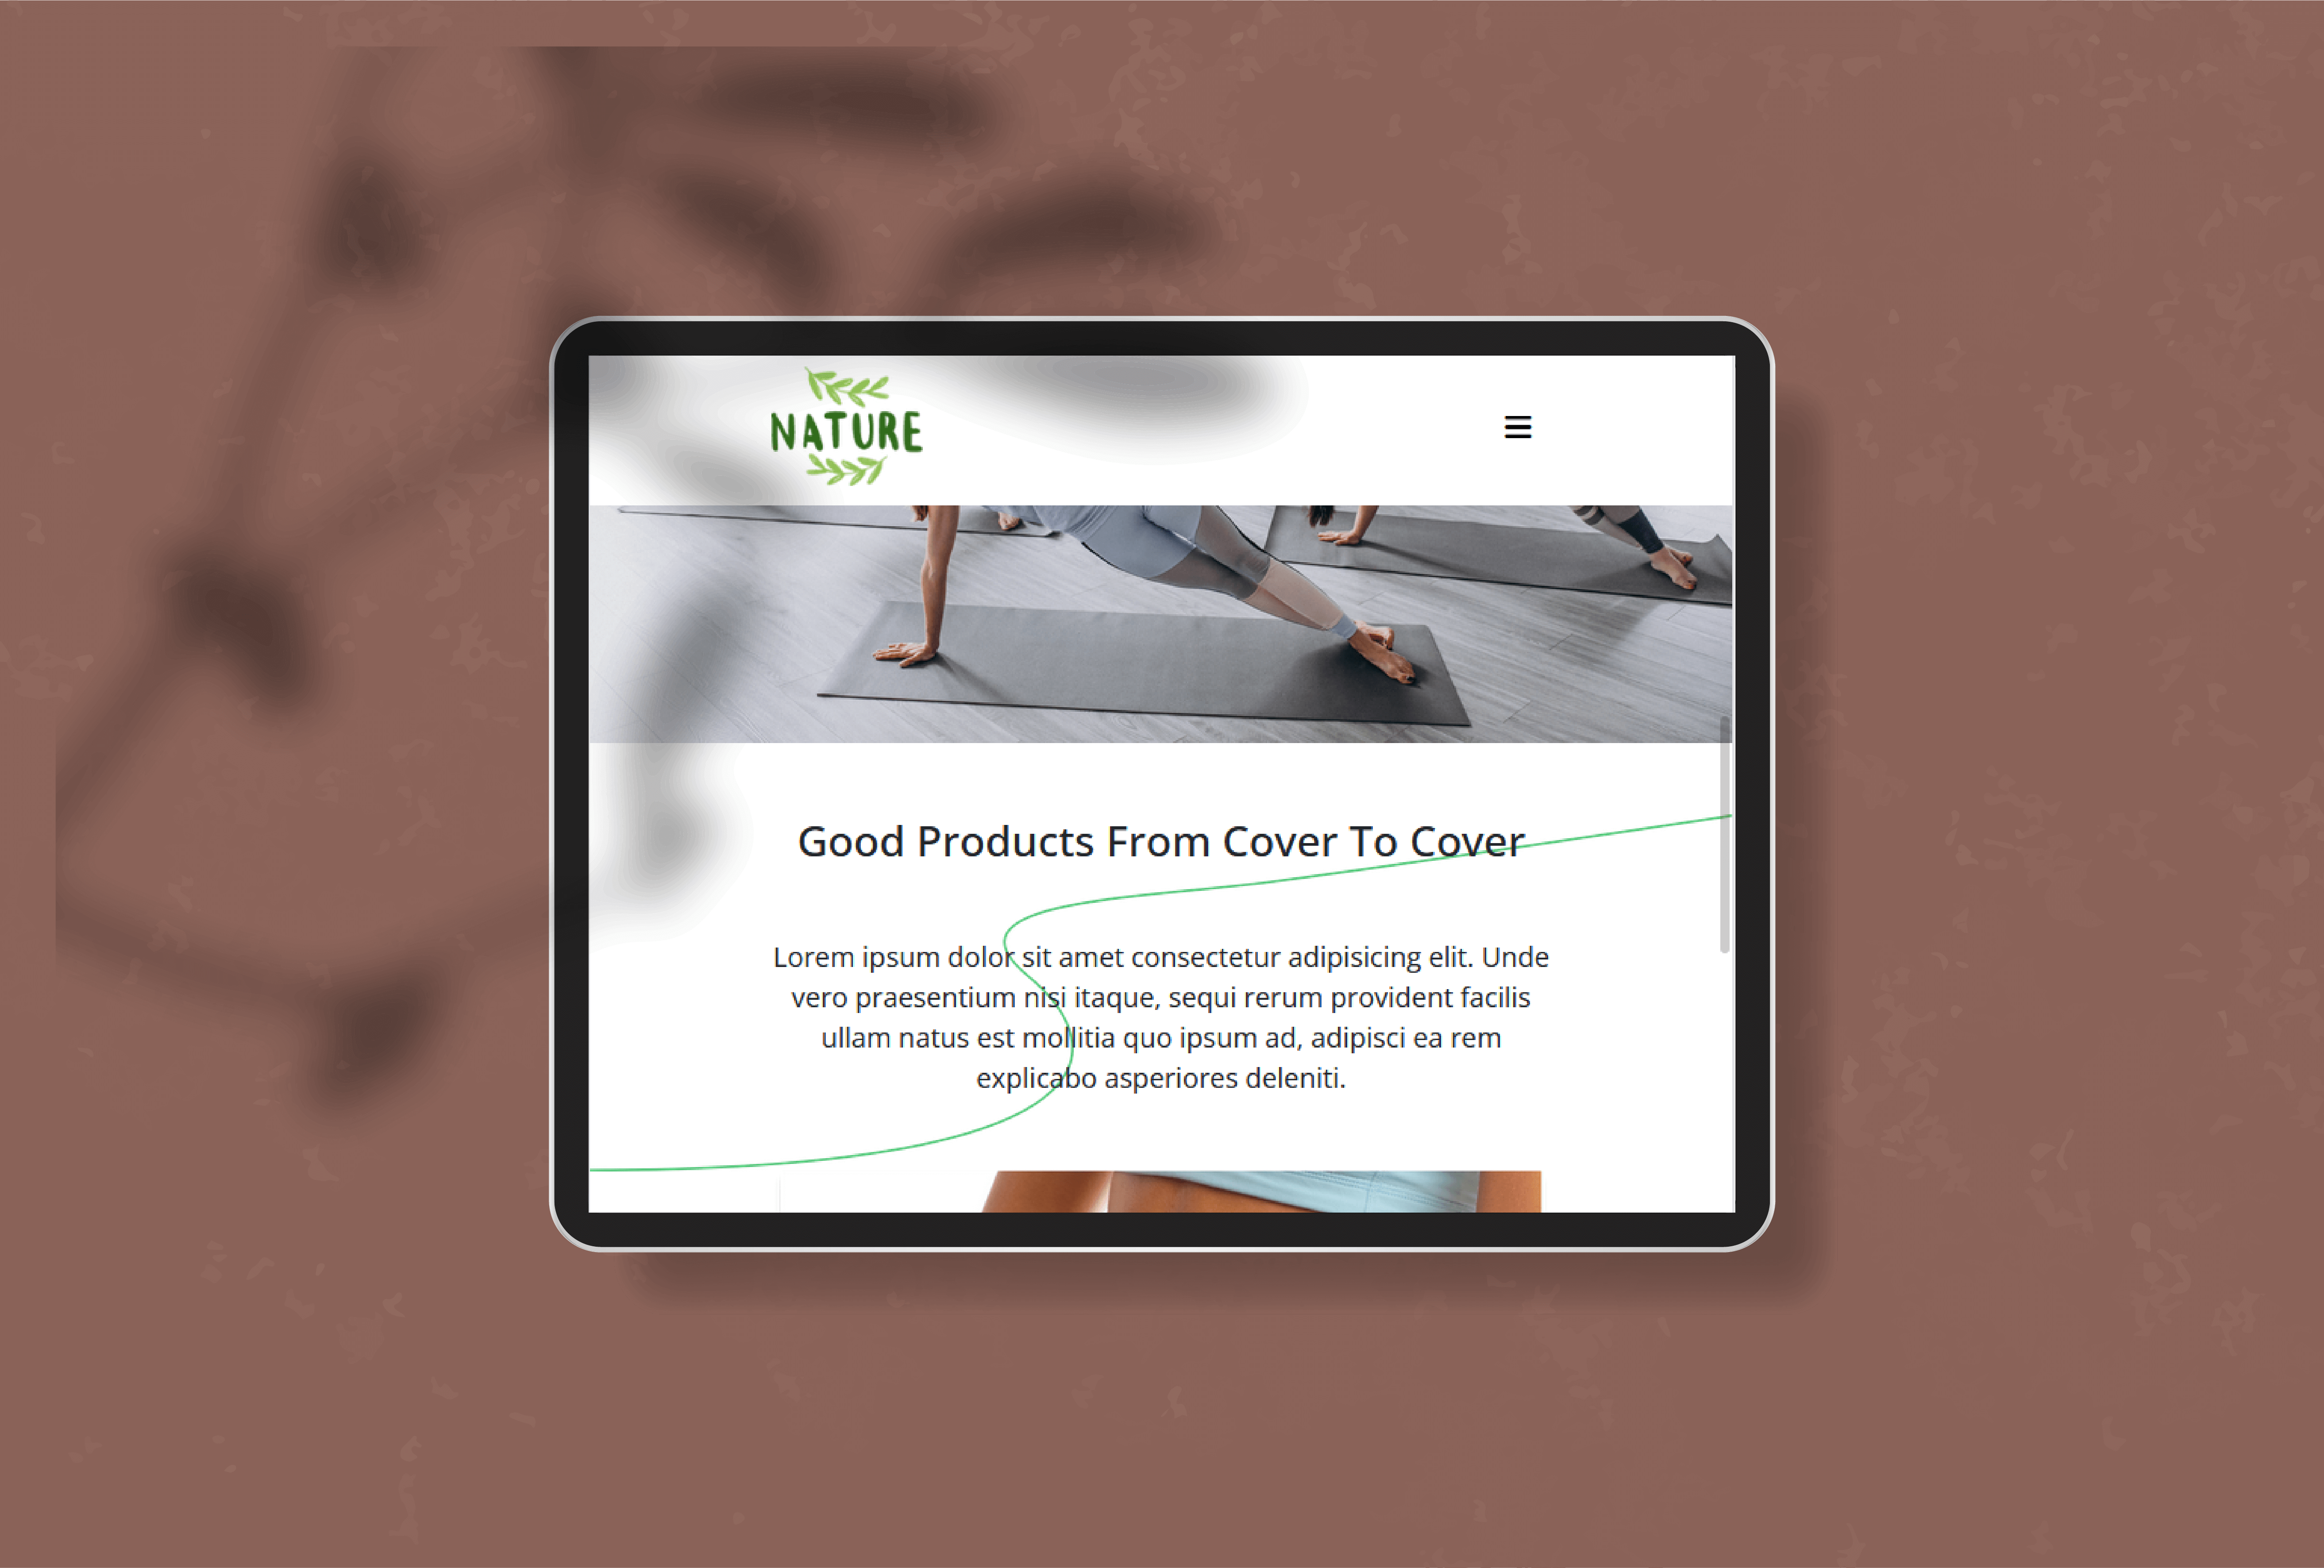 NATURE
Good Products From Cover To Cover
Lorem ipsum dolor sit amet consectetur adipisicing elit. Unde
vero praesentium nisi itaque, sequi rerum provident facilis
ullam natus est mollitia quo ipsum ad, adipisci ea rem
explicabo asperiores deleniti.